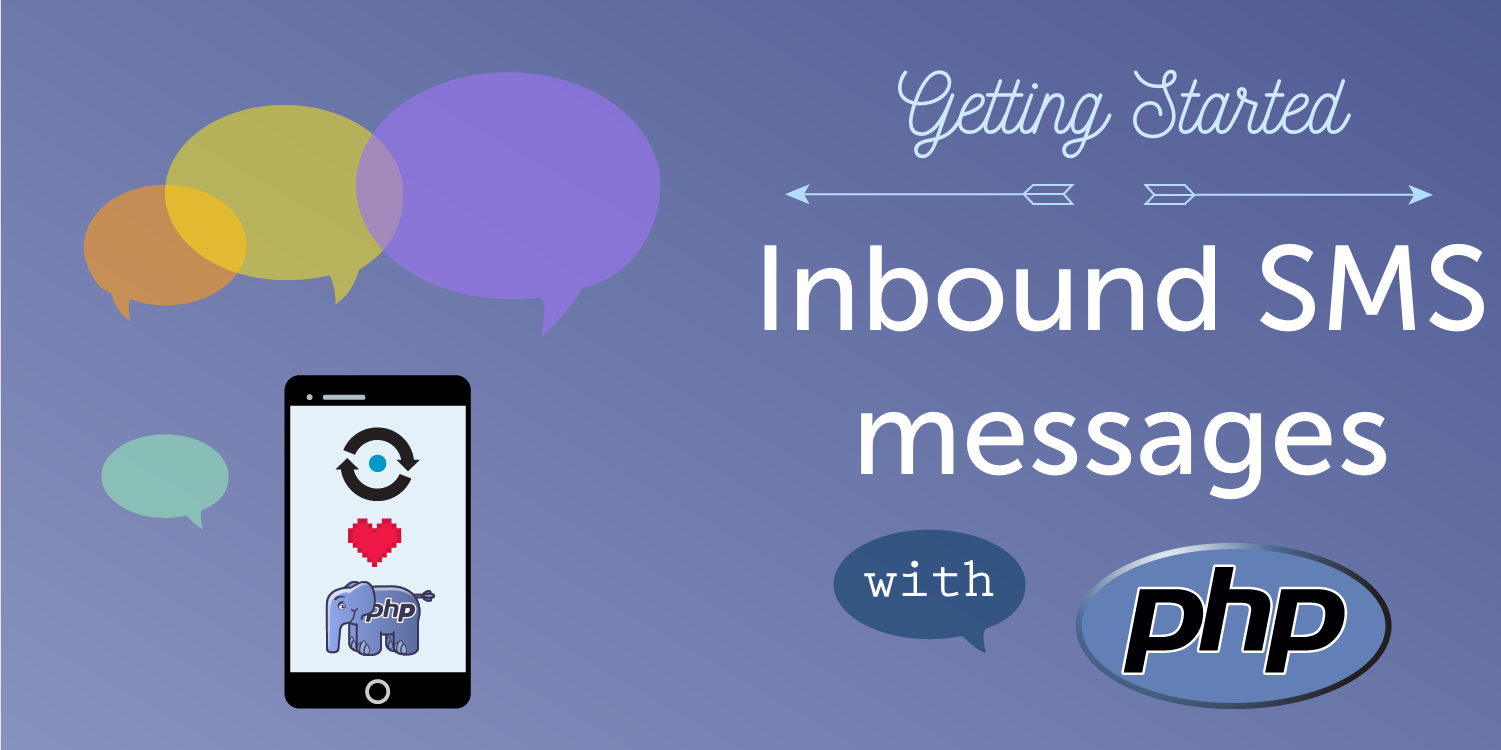 Getting Started
Inbound SMS
messages
with
php
php